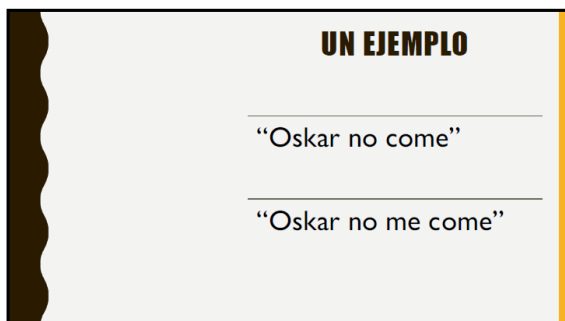 UN EJEMPLO
“Oskar no come”
“Oskar no me come”